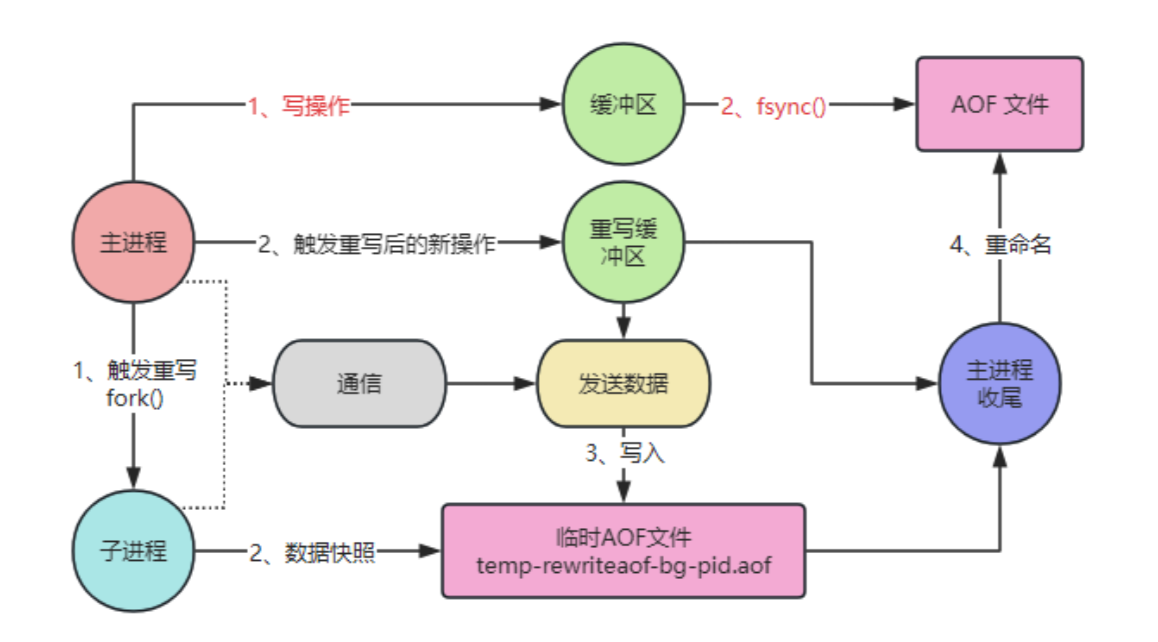 1、写操作
缓冲区
2、fsync()
AOF 文件
主进程
2、触发重写后的新操作
重写缓
冲区
4、重命名
1、触发重写
fork()
通信
发送数据
主进程
收尾
3、写入
子进程
2、数据快照
临时AOF文件
temp-rewriteaof-bg-pid.aof